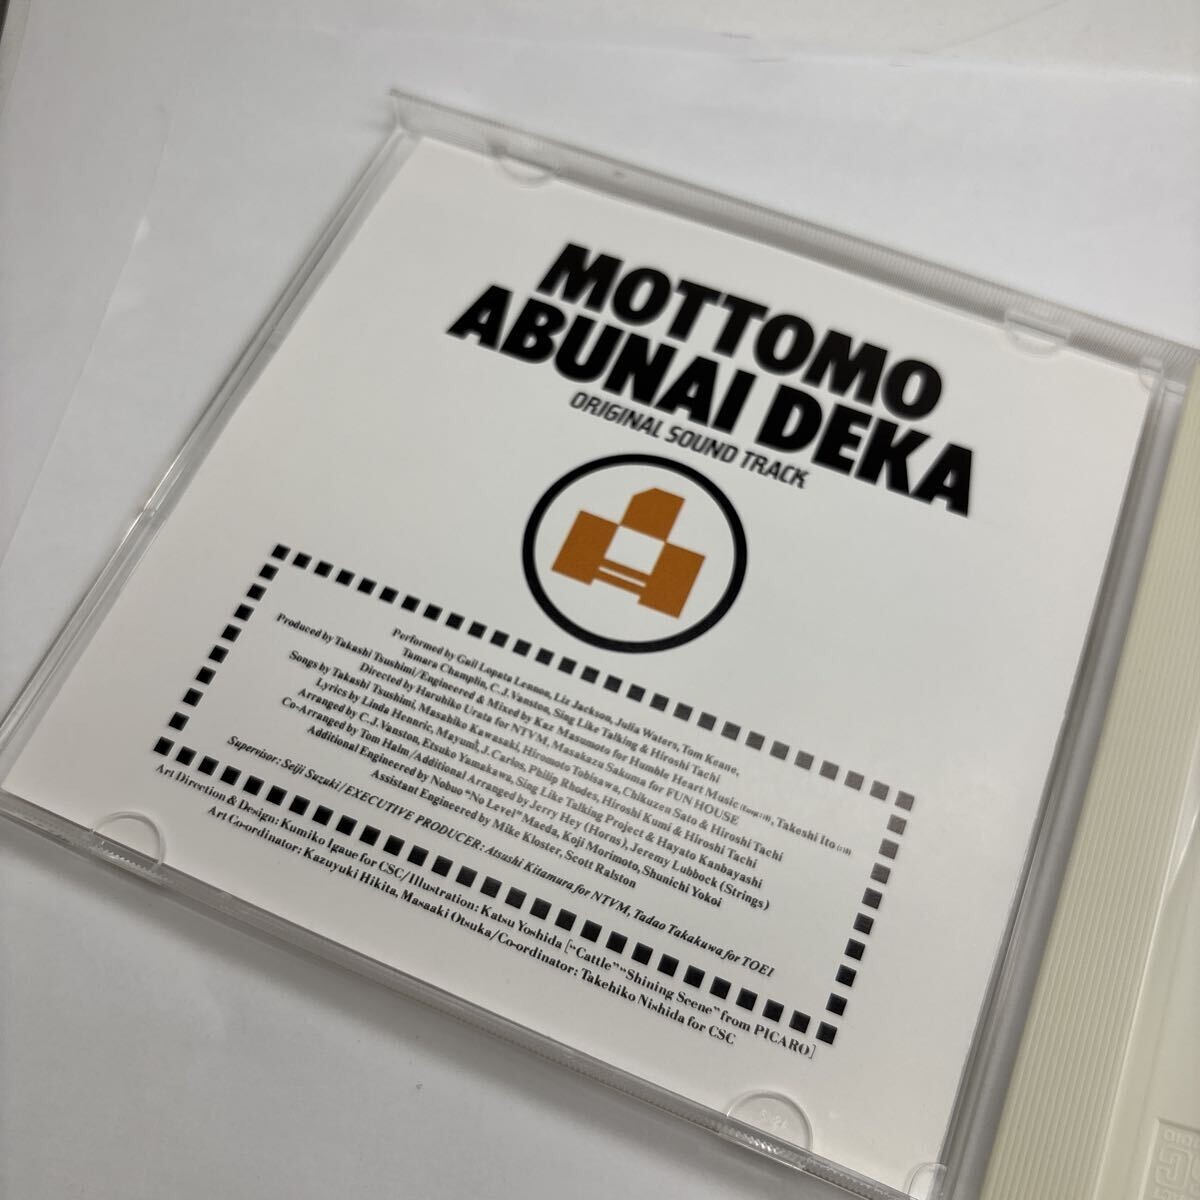 MOTTOMO
ABUNAI DEKA
ORIGINAL SOUND TRACK
Performed by Gail Lopata Lennon, Liz Jackson, Julia Waters, Tom Keane,
Tamara Champlin, C.J.Vanston, Sing Like Talking & Hiroshi Tachi
Produced by Takashi Tsushimi/Engineered & Mixed by Kaz Masumoto for Humble Heart Music, Takeshi Ito
Directed by Haruhiko Urata for NTVM, Masakazu Sakuma for FUN HOUSE
Songs by Takashi Tsushimi, Masahiko Kawasaki, Hiromoto Tobisawa, Chikuzen Sato & Hiroshi Tachi
Lyrics by Linda Hennric, Mayumi, J. Carlos, Philip Rhodes, Hiroshi Kumi & Hiroshi Tachi
Arranged by C.J. Vanston, Etsuko Yamakawa, Sing Like Talking Project & Hayato Kanbayashi
Co-Arranged by Tom Halm/Additional Arranged by Jerry Hey (Horns), Jeremy Lubbock (Strings)
Additional Engineered by Nobuo "No Level" Maeda, Koji Morimoto, Shunichi Yokoi
Assistant Engineered by Mike Kloster, Scott Ralston
Supervisor: Seiji Suzuki/EXECUTIVE PRODUCER: Atsushi Kitamura for NTVM, Tadao Takakuwa for TOEI
Art Direction & Design: Kumiko Igaue for CSC/Illustration: Katsu Yoshida ["Cattle" "Shining Scene" from PICARO]
Art Co-ordinator: Kazuyuki Hikita, Masaaki Otsuka/Co-ordinator: Takehiko Nishida for CSC